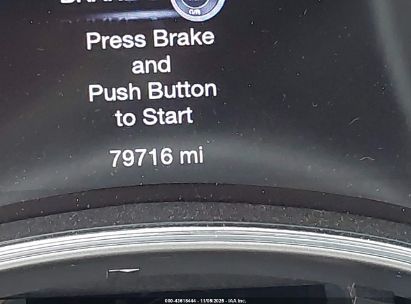 Press Brake
and
Push Button
to Start
79716 mi